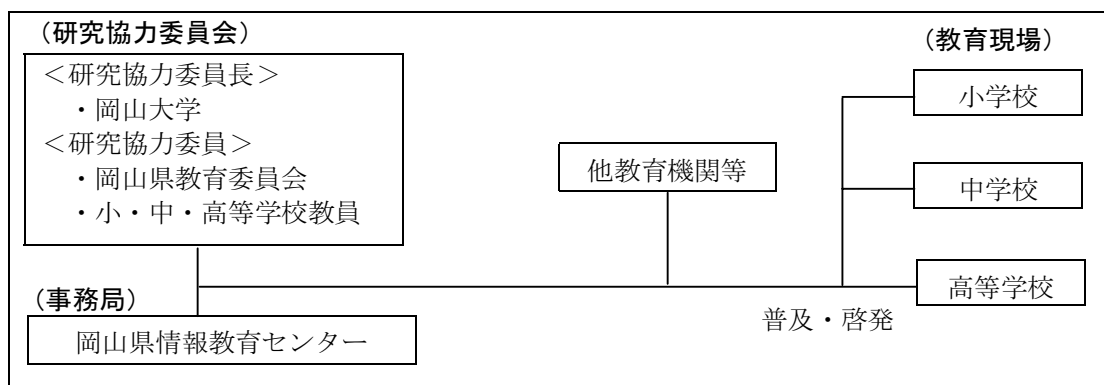 （研究協力委員会）
＜研究協力委員長＞
・岡山大学
＜研究協力委員＞
・岡山県教育委員会
・小・中・高等学校教員
（事務局）
岡山県情報教育センター
他教育機関等
普及・啓発
（教育現場）
小学校
中学校
高等学校